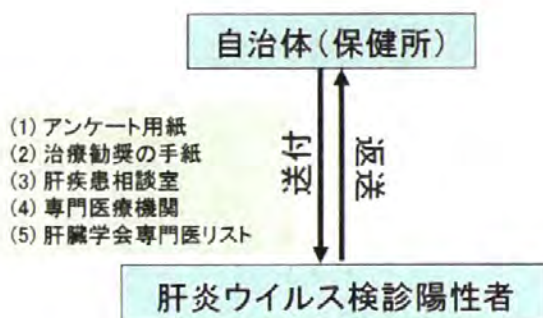 自治体(保健所)
(1) アンケート用紙
(2) 治療勧奨の手紙
(3) 肝疾患相談室
(4) 専門医療機関
(5) 肝臓学会専門医リスト
送付
返送
肝炎ウイルス検診陽性者